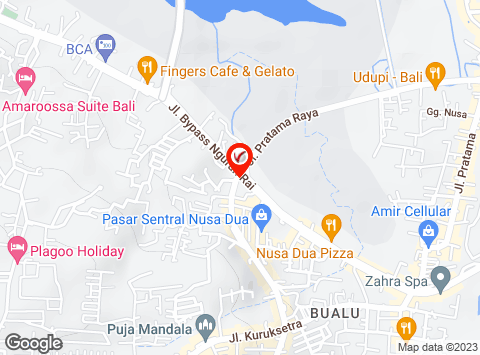 BCA
Fingers Cafe & Gelato
Udupi - Bali
Amaroossa Suite Bali
Gg. Nusa
Jl. Bypass Ngurah Rai
Jl. Pratama Raya
Jl. Pratama
Pasar Sentral Nusa Dua
Amir Cellular
Plagoo Holiday
Nusa Dua Pizza
Zahra Spa
BUALU
Puja Mandala
Jl. Kuruksetra
Google
Map data ©2023